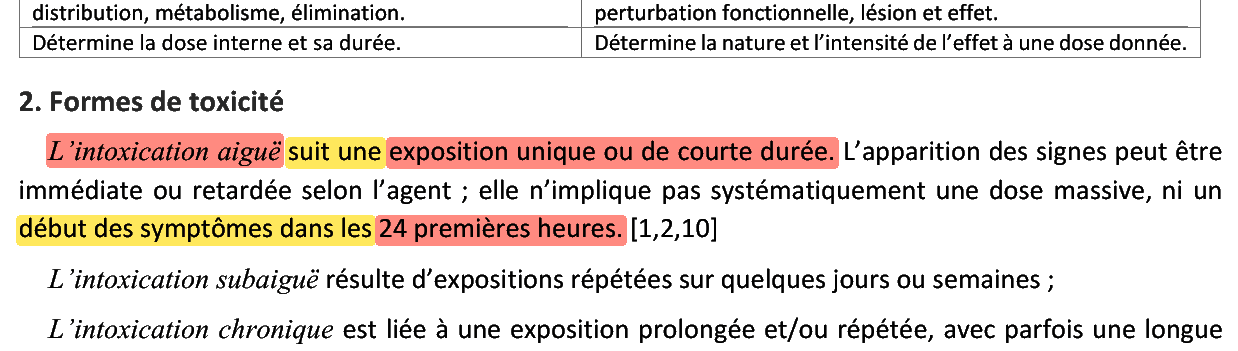 distribution, métabolisme, élimination.
perturbation fonctionnelle, lésion et effet.
Détermine la dose interne et sa durée.
Détermine la nature et l’intensité de l’effet à une dose donnée.
2. Formes de toxicité
L’intoxication aiguë suit une exposition unique ou de courte durée. L’apparition des signes peut être
immédiate ou retardée selon l’agent ; elle n’implique pas systématiquement une dose massive, ni un
début des symptômes dans les 24 premières heures. [1,2,10]
L’intoxication subaiguë résulte d’expositions répétées sur quelques jours ou semaines ;
L’intoxication chronique est liée à une exposition prolongée et/ou répétée, avec parfois une longue